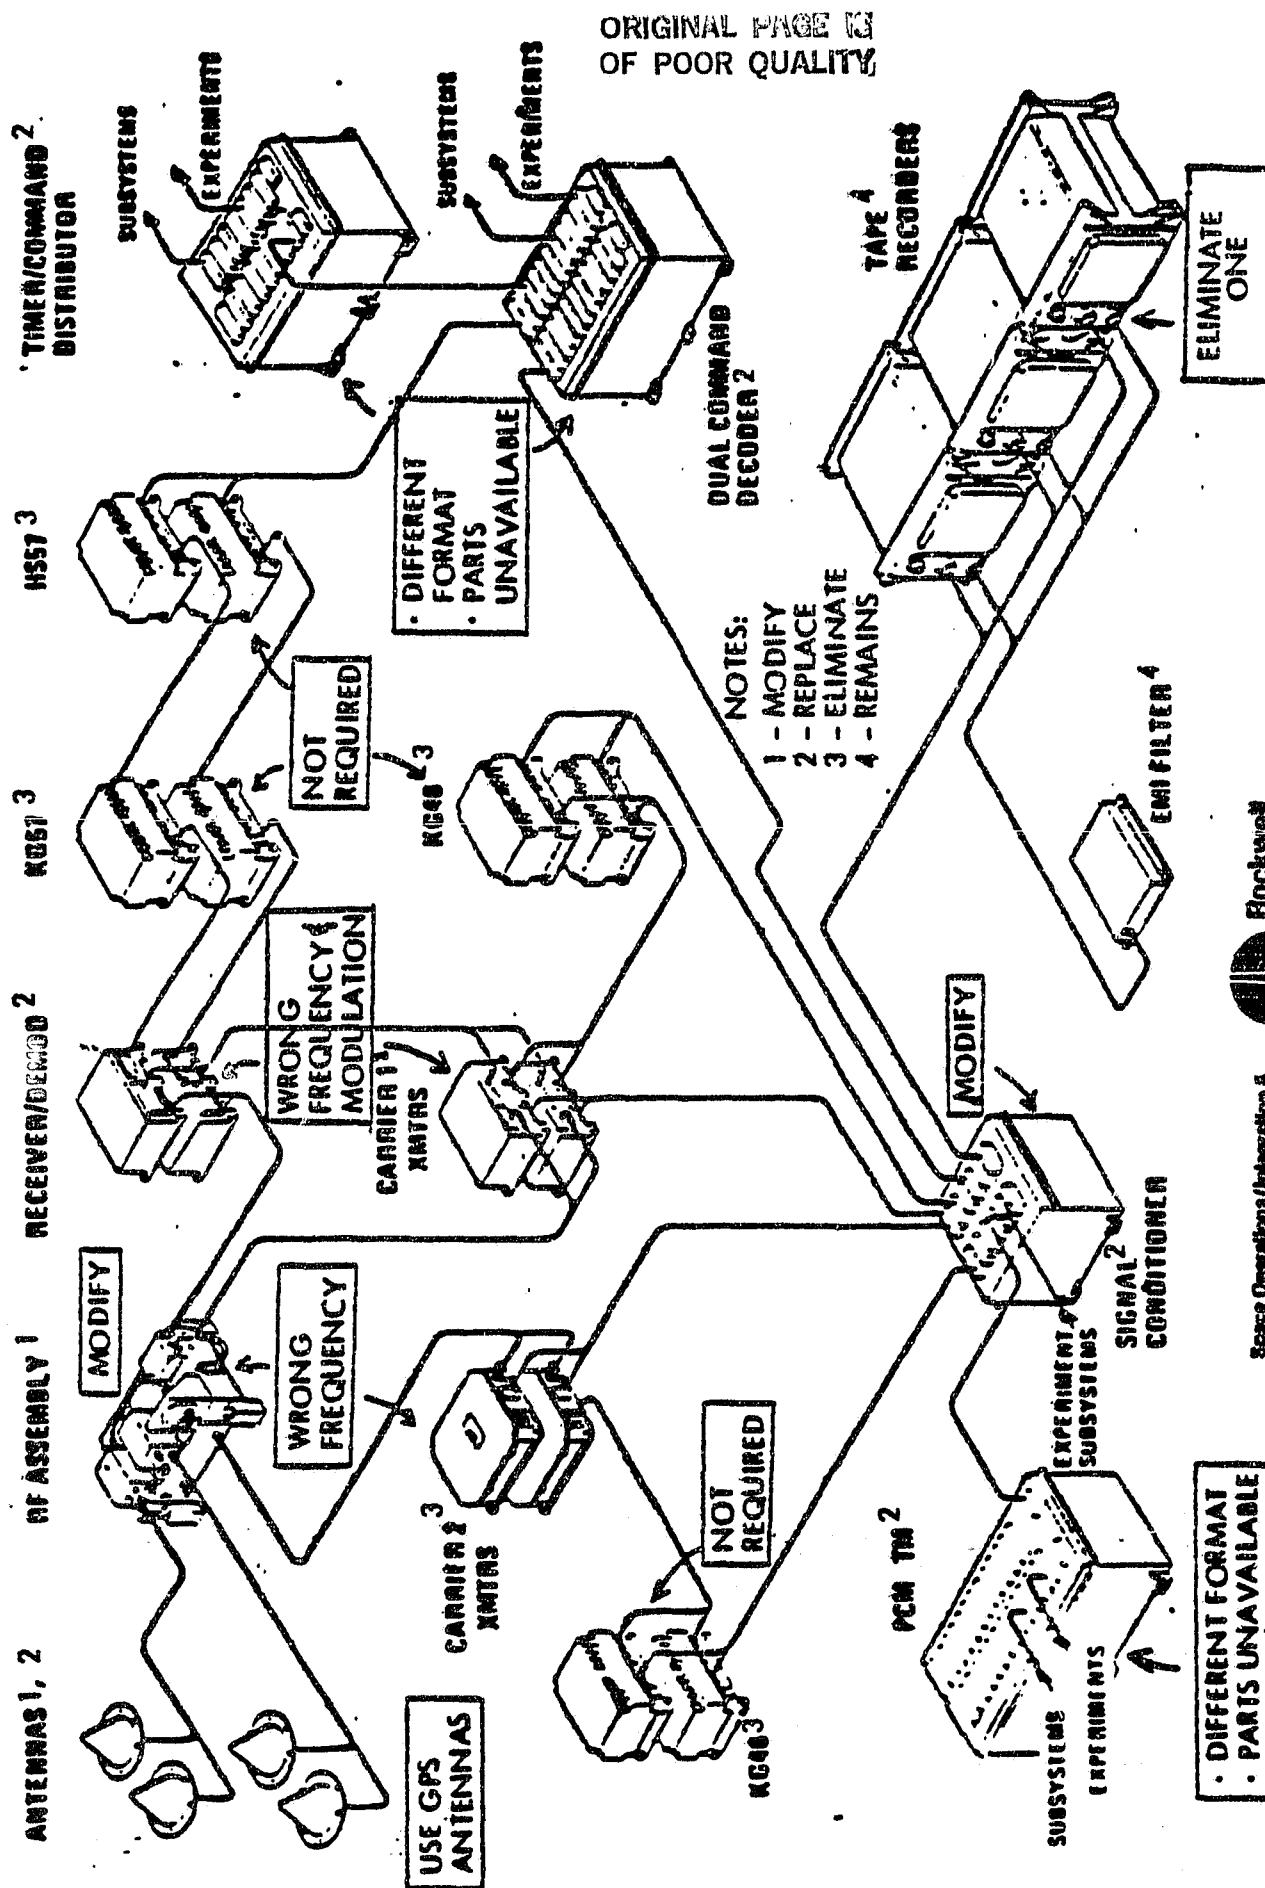 ORIGINAL PAGE IS
OF POOR QUALITY
ANTENNAS 1, 2
RF ASSEMBLY 1
RECEIVER/DEMOD 2
KG57 3
HS57 3
TIMER/COMMAND 2
DISTRIBUTOR
SUBSYSTEMS
EXPERIMENTS
MODIFY
WRONG
FREQUENCY &
MODULATION
NOT
REQUIRED
· DIFFERENT
FORMAT
· PARTS
UNAVAILABLE
SUBSYSTEMS
EXPERIMENTS
USE GPS
ANTENNAS
WRONG
FREQUENCY
CARRIER 2 3
XMTRS
CARRIER 1 1
XMTRS
KG46 3
DUAL COMMAND
DECODER 2
NOTES:
1 - MODIFY
2 - REPLACE
3 - ELIMINATE
4 - REMAINS
KG46 3
NOT
REQUIRED
TAPE 4
RECORDERS
PCM TM 2
SUBSYSTEMS
EXPERIMENTS
EXPERIMENT
SUBSYSTEMS
SIGNAL 2
CONDITIONER
MODIFY
EMI FILTER 4
ELIMINATE
ONE
· DIFFERENT FORMAT
· PARTS UNAVAILABLE
Space Operations/Integration &
Rockwell